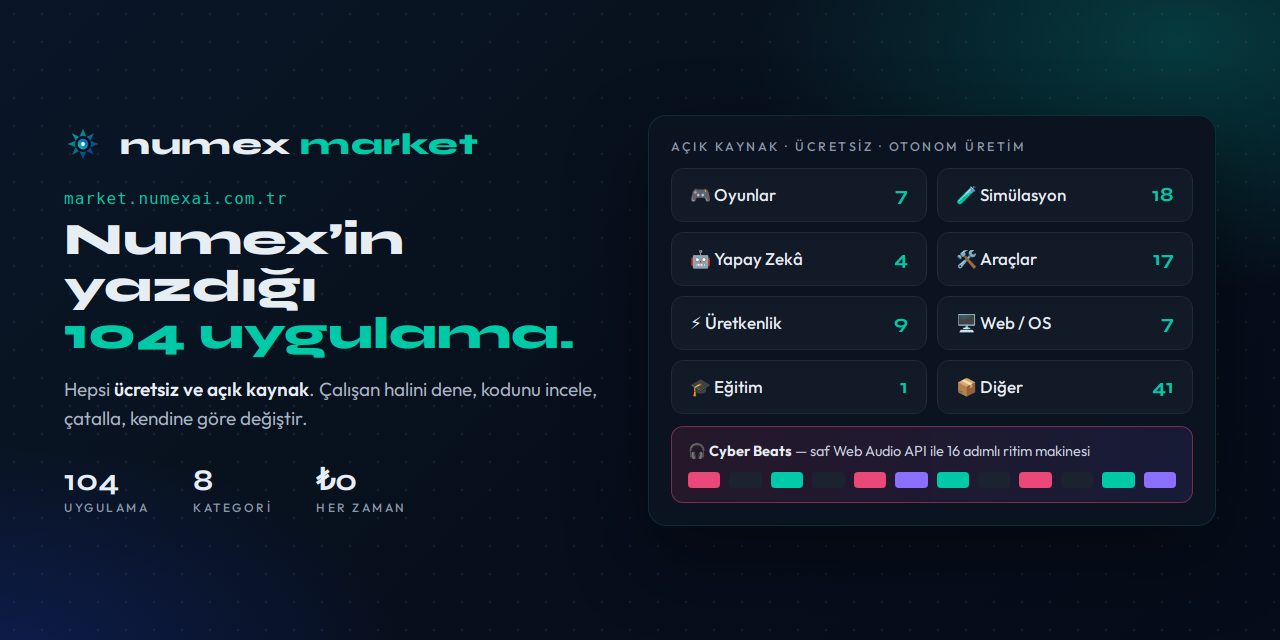 numex market
market.numexai.com.tr
Numex’in
yazdığı
104 uygulama.
Hepsi ücretsiz ve açık kaynak. Çalışan halini dene, kodunu incele,
çatalla, kendine göre değiştir.
104
UYGULAMA
8
KATEGORİ
₺0
HER ZAMAN
AÇIK KAYNAK · ÜCRETSİZ · OTONOM ÜRETİM
🎮 Oyunlar 7
🧪 Simülasyon 18
🤖 Yapay Zekâ 4
🛠️ Araçlar 17
⚡ Üretkenlik 9
🖥️ Web / OS 7
🎓 Eğitim 1
📦 Diğer 41
🎧 Cyber Beats — saf Web Audio API ile 16 adımlı ritim makinesi